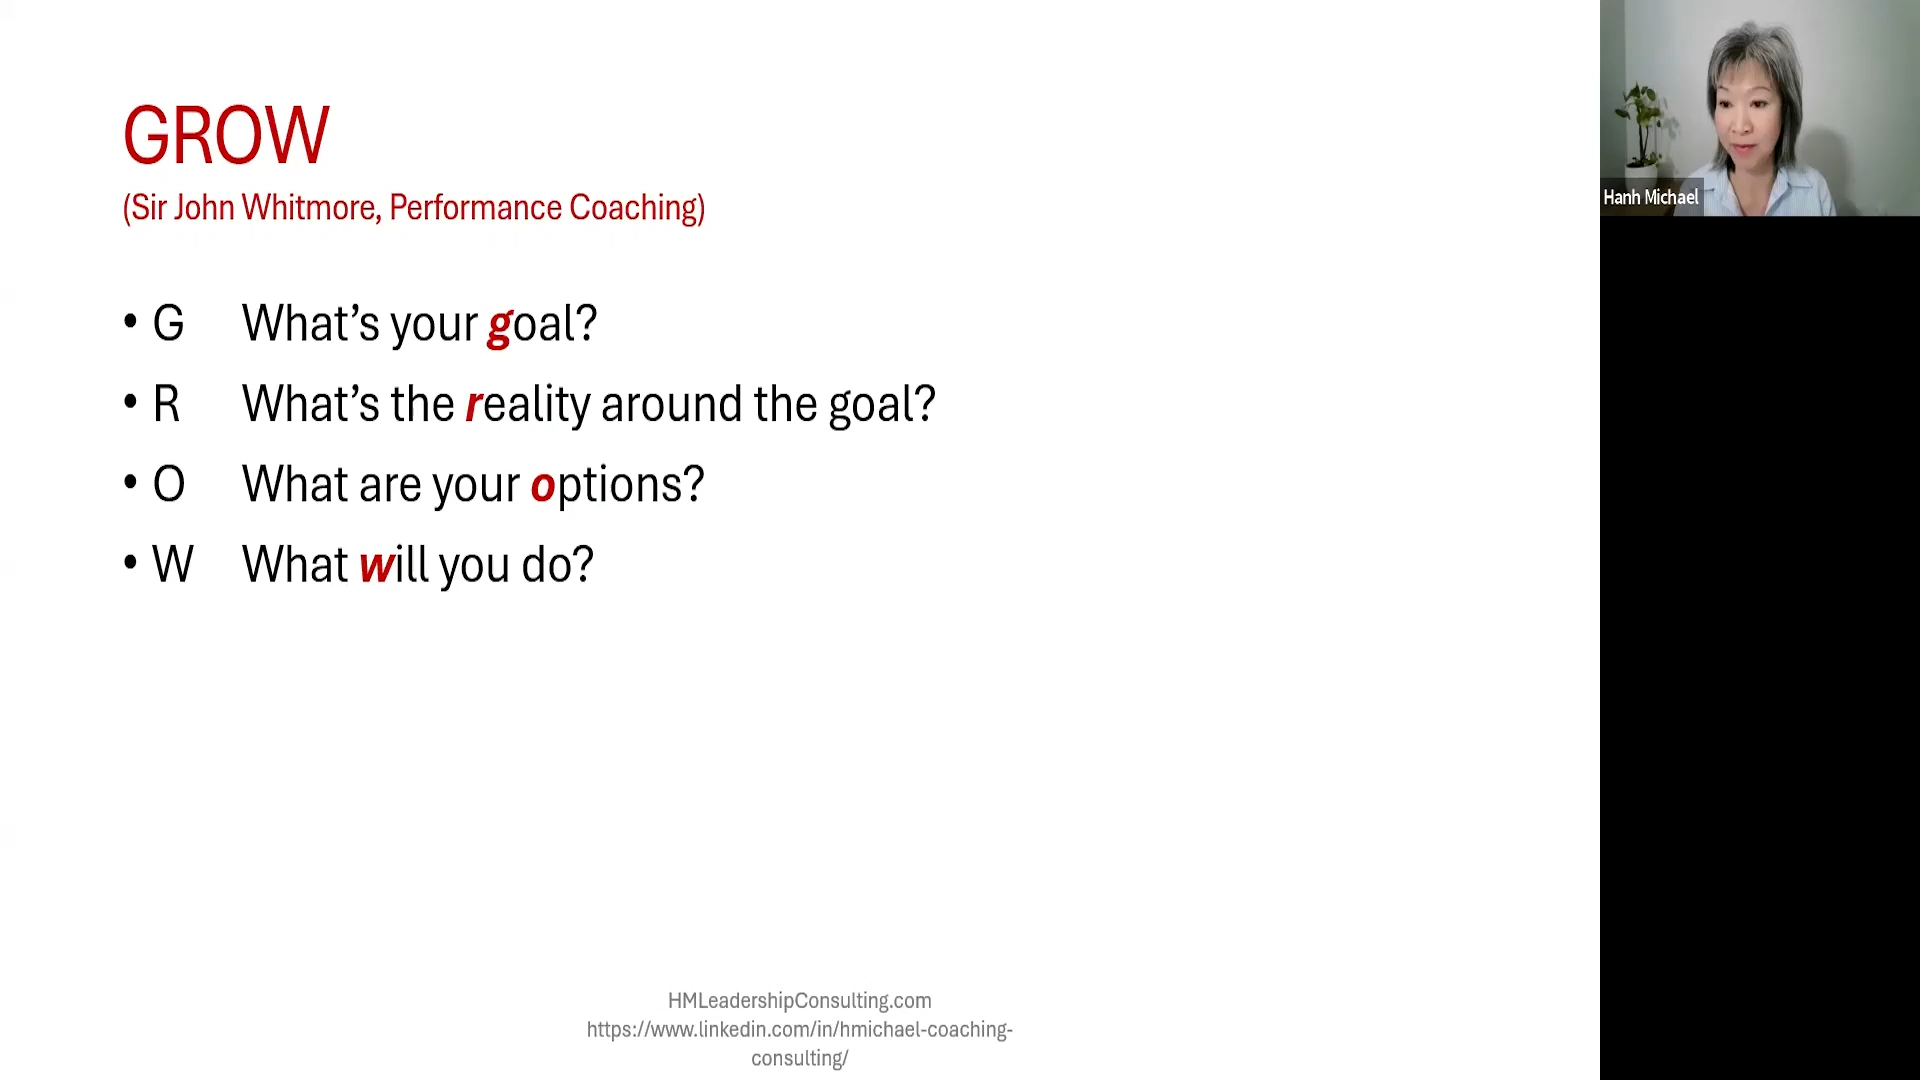 GROW
(Sir John Whitmore, Performance Coaching)
• G What’s your goal?
• R What’s the reality around the goal?
• O What are your options?
• W What will you do?
HMLeadershipConsulting.com
https://www.linkedin.com/in/hmichael-coaching-
consulting/
Hanh Michael